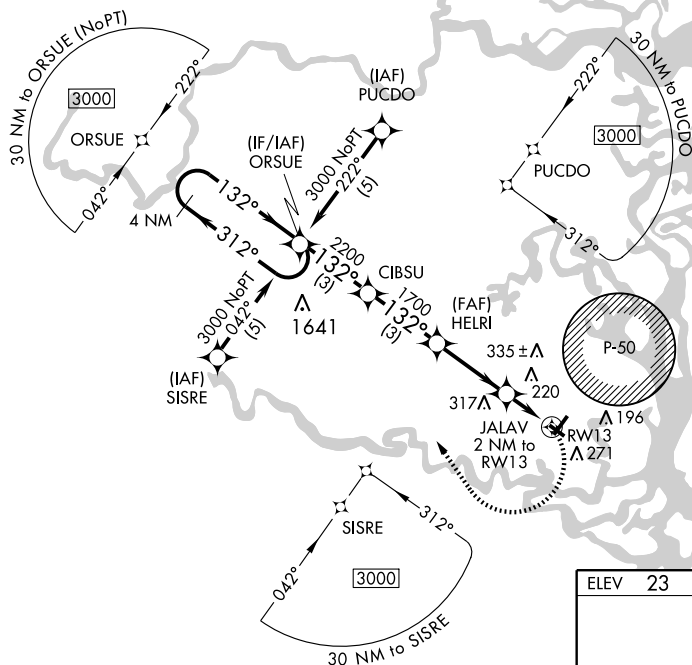 30 NM to ORSUE (NoPT)
3000
222°
ORSUE
042°
(IAF)
PUCDO
30 NM to PUCDO
222°
3000
PUCDO
312°
(IF/IAF)
ORSUE
3000 NoPT
222°
(5)
4 NM
132°
312°
2200
132°
(3)
CIBSU
1700
132°
(3)
(FAF)
HELRI
3000 NoPT
042°
(5)
1641
(IAF)
SISRE
335 ±
P-50
220
317
196
JALAV
2 NM to
RW13
RW13
271
SISRE
312°
042°
3000
30 NM to SISRE
ELEV 23